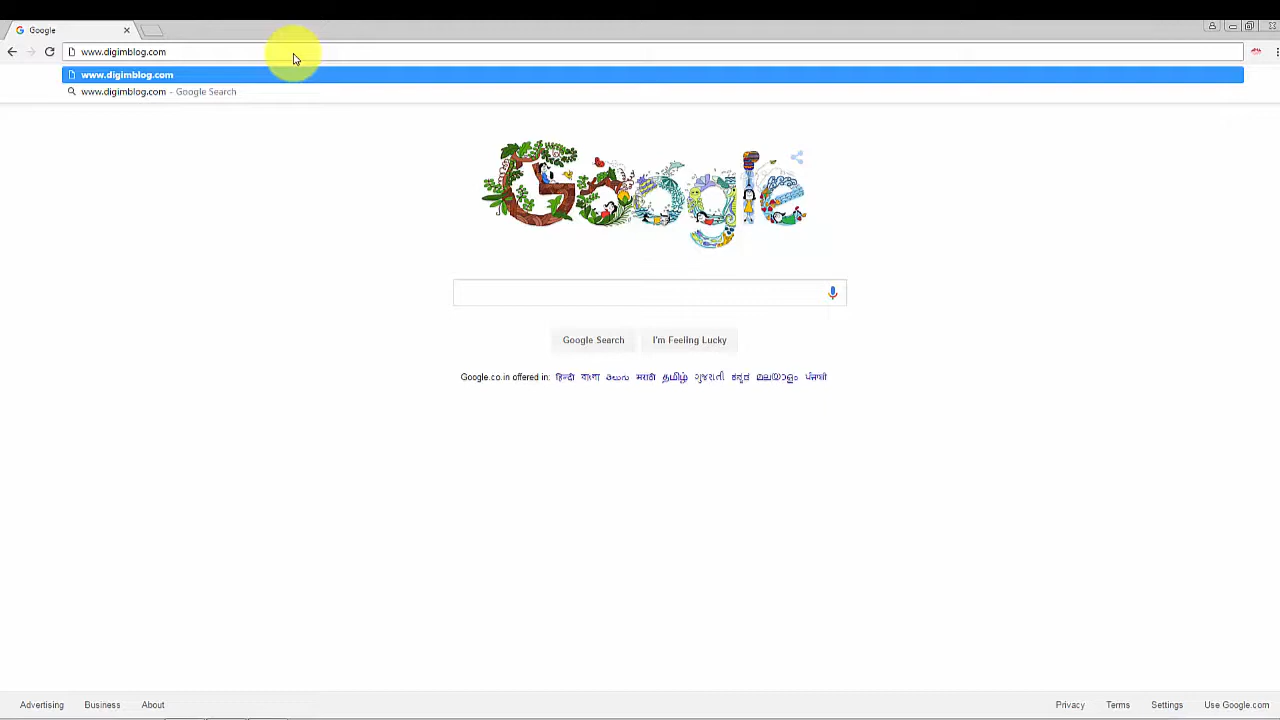 Google
www.digimblog.com
www.digimblog.com
www.digimblog.com - Google Search
Google
Google Search I'm Feeling Lucky
Google.co.in offered in: हिन्दी বাংলা తెలుగు मराठी தமிழ் ગુજરાતી ಕನ್ನಡ മലയാളം ਪੰਜਾਬੀ
Advertising Business About Privacy Terms Settings Use Google.com